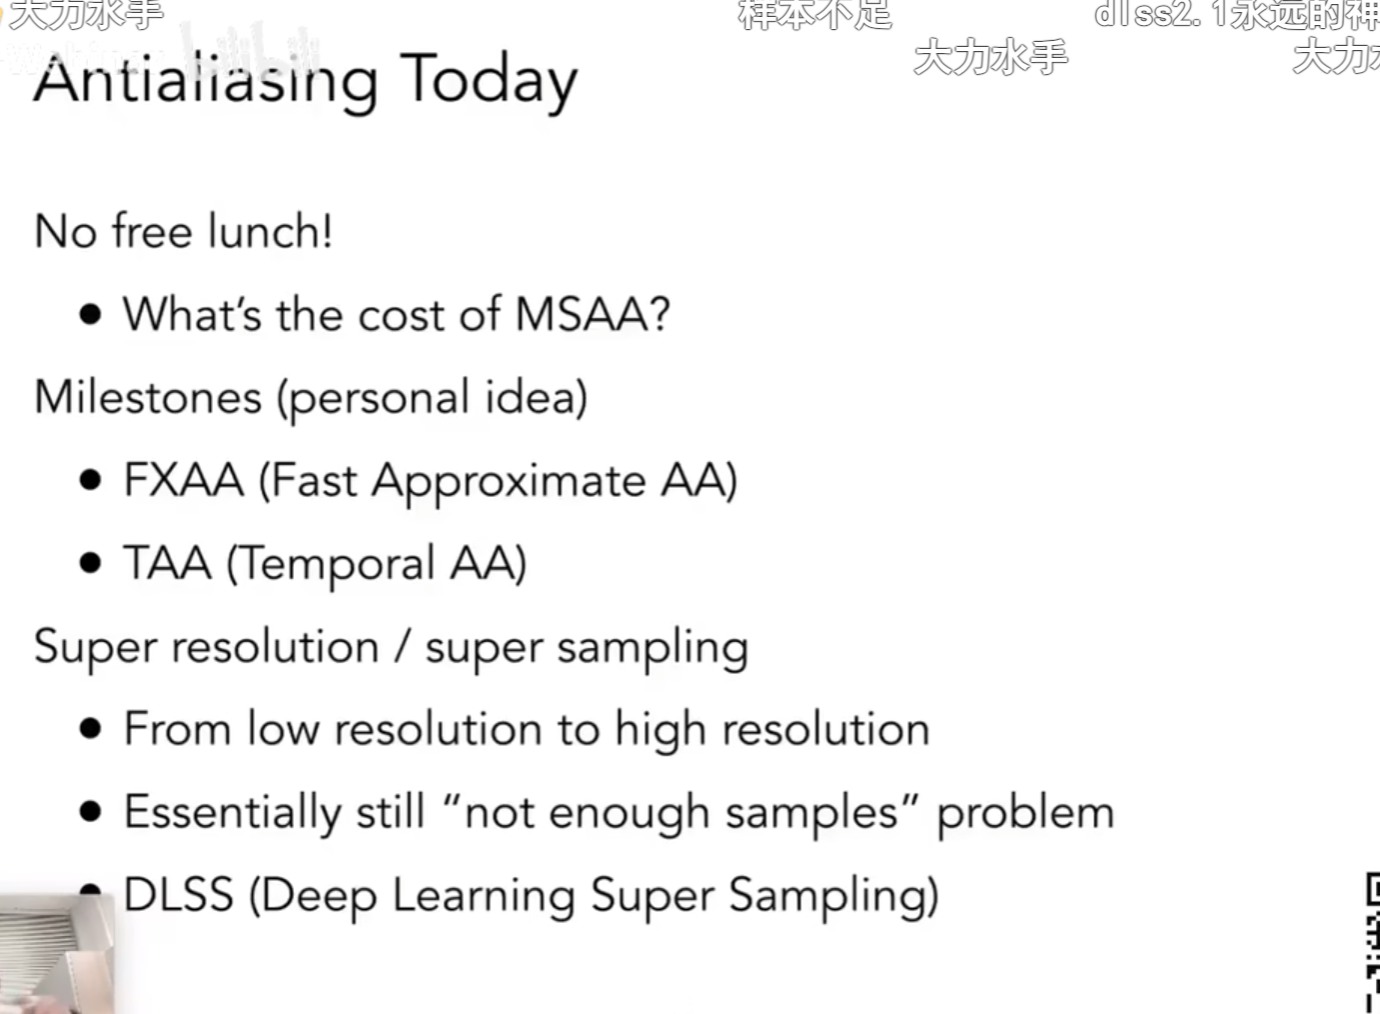 大力水手
样本不足
dlss2.1永远的神
大力水手
大力水
Webinar bilibili
Antialiasing Today
No free lunch!
● What's the cost of MSAA?
Milestones (personal idea)
● FXAA (Fast Approximate AA)
● TAA (Temporal AA)
Super resolution / super sampling
● From low resolution to high resolution
● Essentially still “not enough samples” problem
● DLSS (Deep Learning Super Sampling)